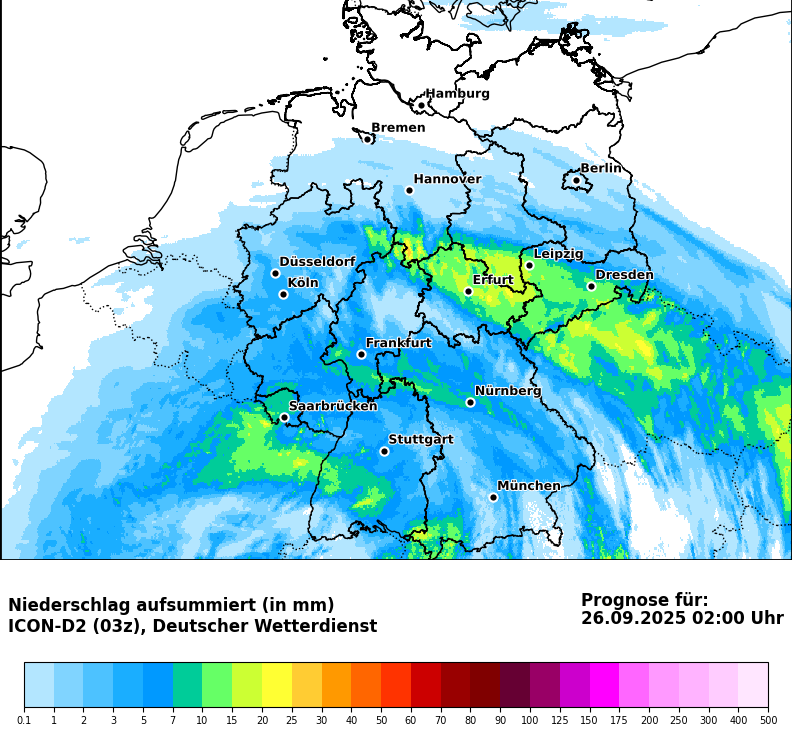 Hamburg
Bremen
Berlin
Hannover
Leipzig
Düsseldorf
Dresden
Köln
Erfurt
Frankfurt
Nürnberg
Saarbrücken
Stuttgart
München
Niederschlag aufsummiert (in mm)
ICON-D2 (03z), Deutscher Wetterdienst
Prognose für:
26.09.2025 02:00 Uhr
0.1 1 2 3 5 7 10 15 20 25 30 40 50 60 70 80 90 100 125 150 175 200 250 300 400 500